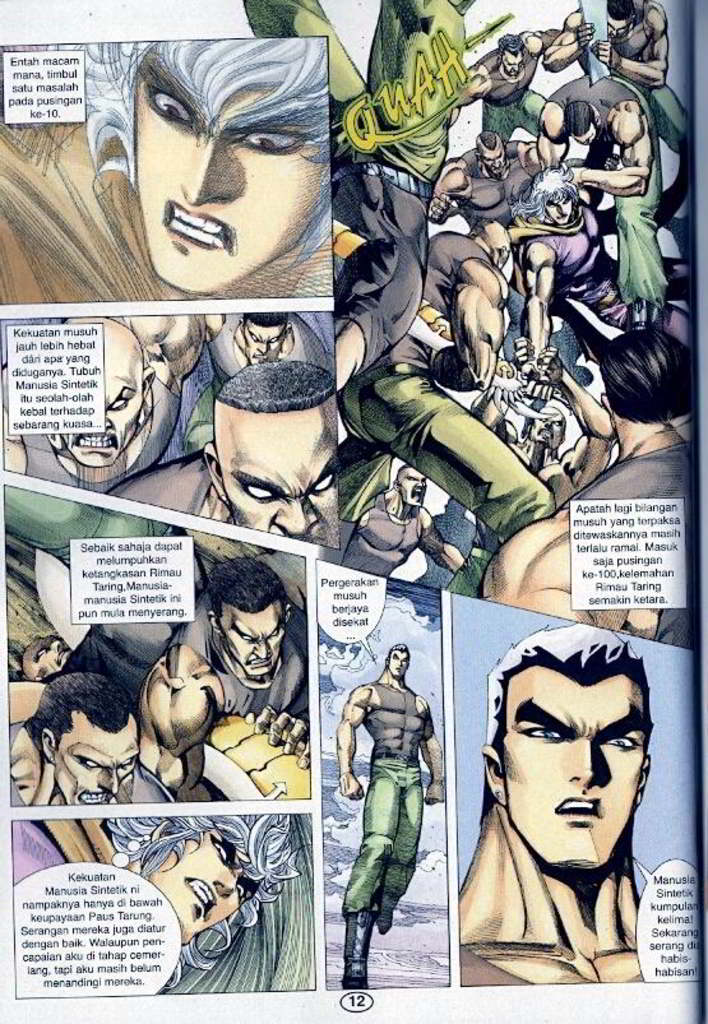 Entah macam
mana, timbul
satu masalah
pada pusingan
ke-10.
QUAH
Kekuatan musuh
jauh lebih hebat
dari apa yang
diduganya. Tubuh
Manusia Sintetik
itu seolah-olah
kebal terhadap
sebarang kuasa...
Apatah lagi bilangan
musuh yang terpaksa
ditewaskannya masih
terlalu ramai. Masuk
saja pusingan
ke-100,kelemahan
Rimau Taring
semakin ketara.
Sebaik sahaja dapat
melumpuhkan
ketangkasan Rimau
Taring,Manusia-
manusia Sintetik ini
pun mula menyerang.
Pergerakan
musuh
berjaya
disekat
...
Kekuatan
Manusia Sintetik ni
nampaknya hanya di bawah
keupayaan Paus Tarung.
Serangan mereka juga diatur
dengan baik. Walaupun pen-
capaian aku di tahap cemer-
lang, tapi aku masih belum
menandingi mereka.
Manusia
Sintetik
kumpulan
kelima!
Sekarang
serang du
habis-
habisan!
12